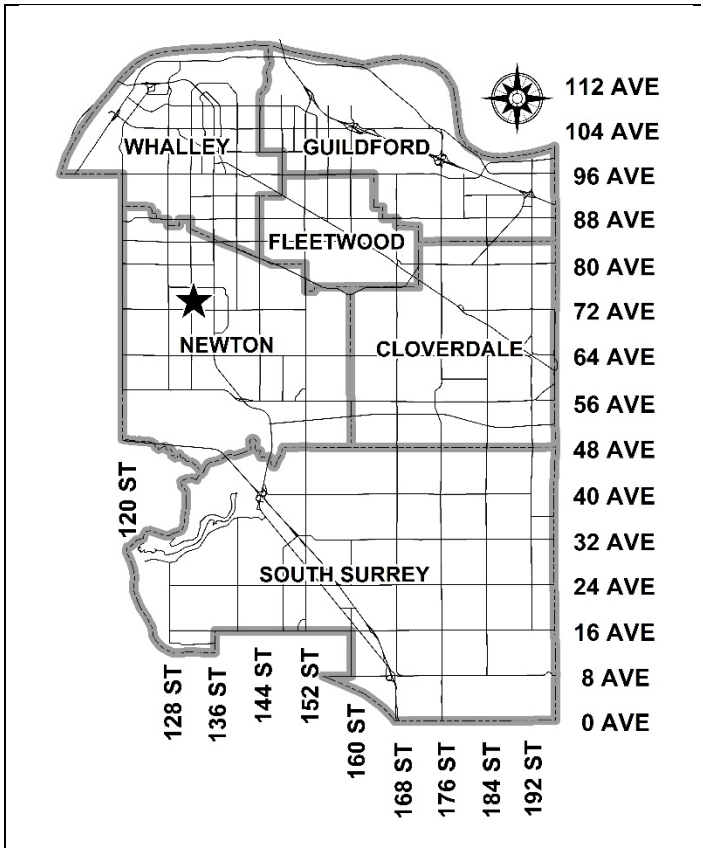 112 AVE
104 AVE
WHALLEY
GUILDFORD
96 AVE
88 AVE
FLEETWOOD
80 AVE
72 AVE
NEWTON
CLOVERDALE
64 AVE
56 AVE
48 AVE
120 ST
40 AVE
32 AVE
SOUTH SURREY
24 AVE
16 AVE
8 AVE
0 AVE
128 ST
136 ST
144 ST
152 ST
160 ST
168 ST
176 ST
184 ST
192 ST